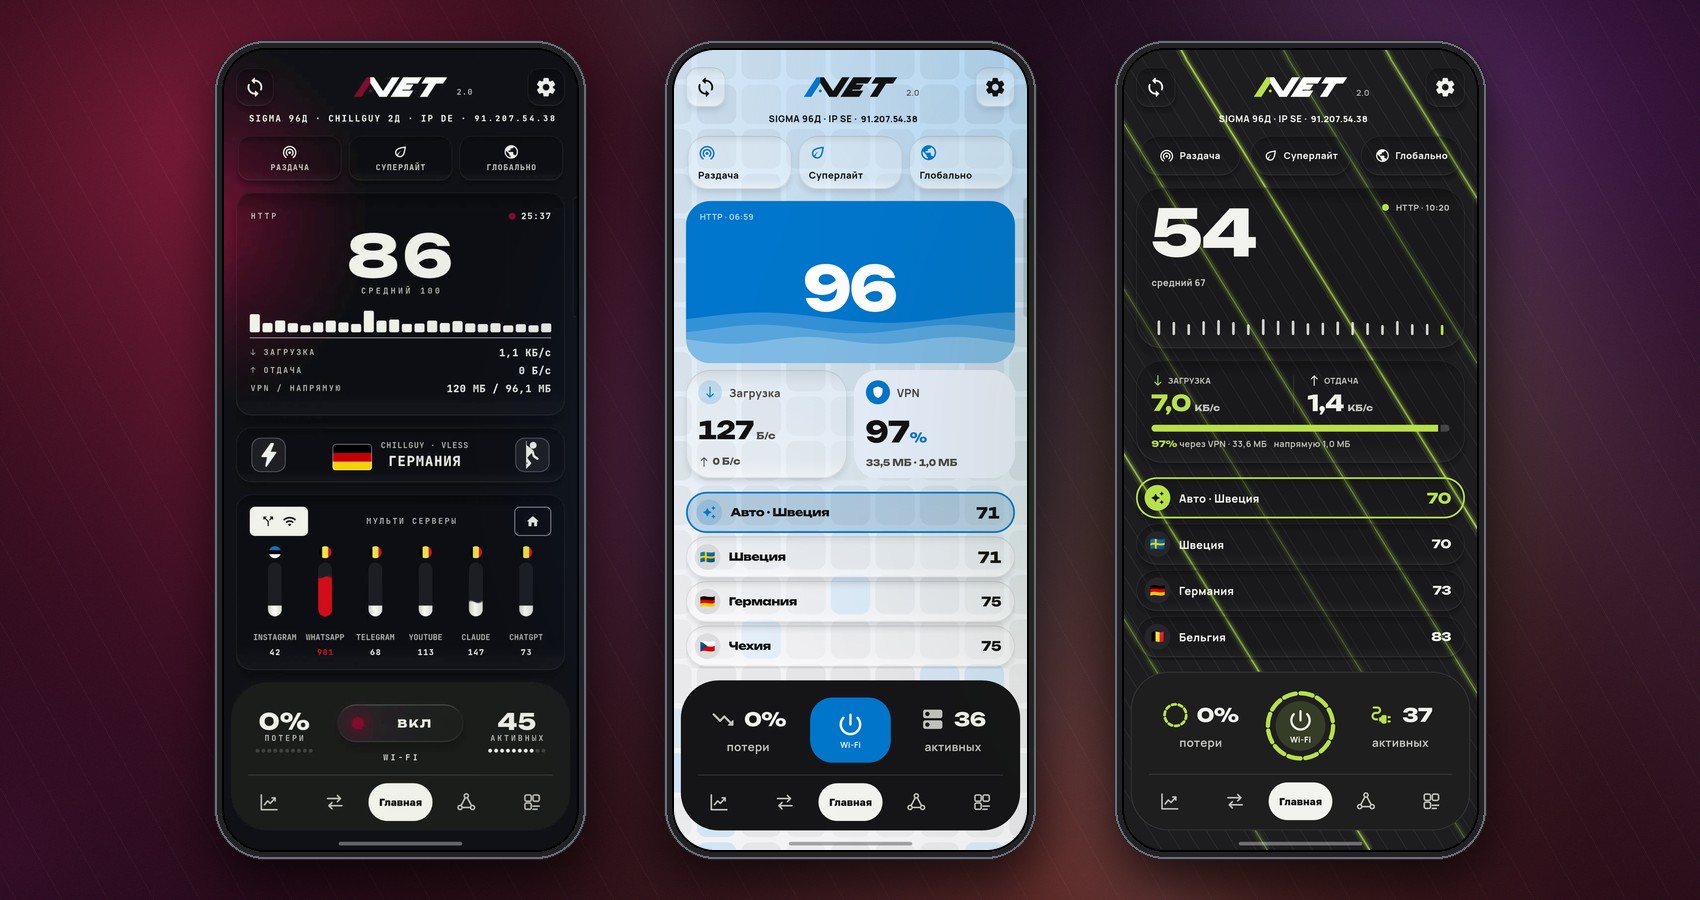 NET 2.0
SIGMA 96Д · CHILLGUY 2Д · IP DE · 91.207.54.38
РАЗДАЧА
СУПЕРЛАЙТ
ГЛОБАЛЬНО
HTTP
25:37
86
СРЕДНИЙ 100
↓ ЗАГРУЗКА 1,1 КБ/с
↑ ОТДАЧА 0 Б/с
VPN / НАПРЯМУЮ 120 МБ / 96,1 МБ
CHILLGUY · VLESS
ГЕРМАНИЯ
МУЛЬТИ СЕРВЕРЫ
INSTAGRAM WHATSAPP TELEGRAM YOUTUBE CLAUDE CHATGPT
42 901 68 113 147 73
0% ВКЛ 45
ПОТЕРИ АКТИВНЫХ
WI-FI
Главная
NET 2.0
SIGMA 96Д · IP SE · 91.207.54.38
Раздача
Суперлайт
Глобально
HTTP · 06:59
96
Загрузка
127 Б/с
↑ 0 Б/с
VPN
97%
33,5 МБ · 1,0 МБ
Авто · Швеция 71
Швеция 71
Германия 75
Чехия 75
0% 36
Wi-Fi
потери активных
Главная
NET 2.0
SIGMA 96Д · IP SE · 91.207.54.38
Раздача
Суперлайт
Глобально
HTTP · 10:20
54
средний 67
↓ ЗАГРУЗКА
7,0 КБ/с
↑ ОТДАЧА
1,4 КБ/с
97% через VPN · 33,6 МБ напрямую 1,0 МБ
Авто · Швеция 70
Швеция 70
Германия 73
Бельгия 83
0% 37
Wi-Fi
потери активных
Главная